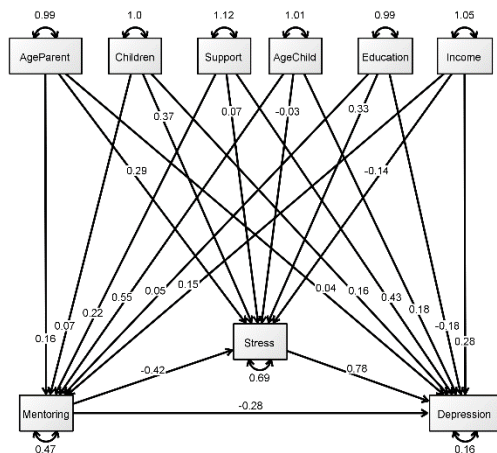 0.99 1.0 1.12 1.01 0.99 1.05
AgeParent Children Support AgeChild Education Income
0.37 0.07 -0.03 0.33
0.29 -0.14
0.16 0.07 0.22 0.55 0.05 0.15 0.04 0.16 0.43 0.18 -0.18 0.28
Stress
-0.42 0.69 0.78
Mentoring -0.28 Depression
0.47 0.16